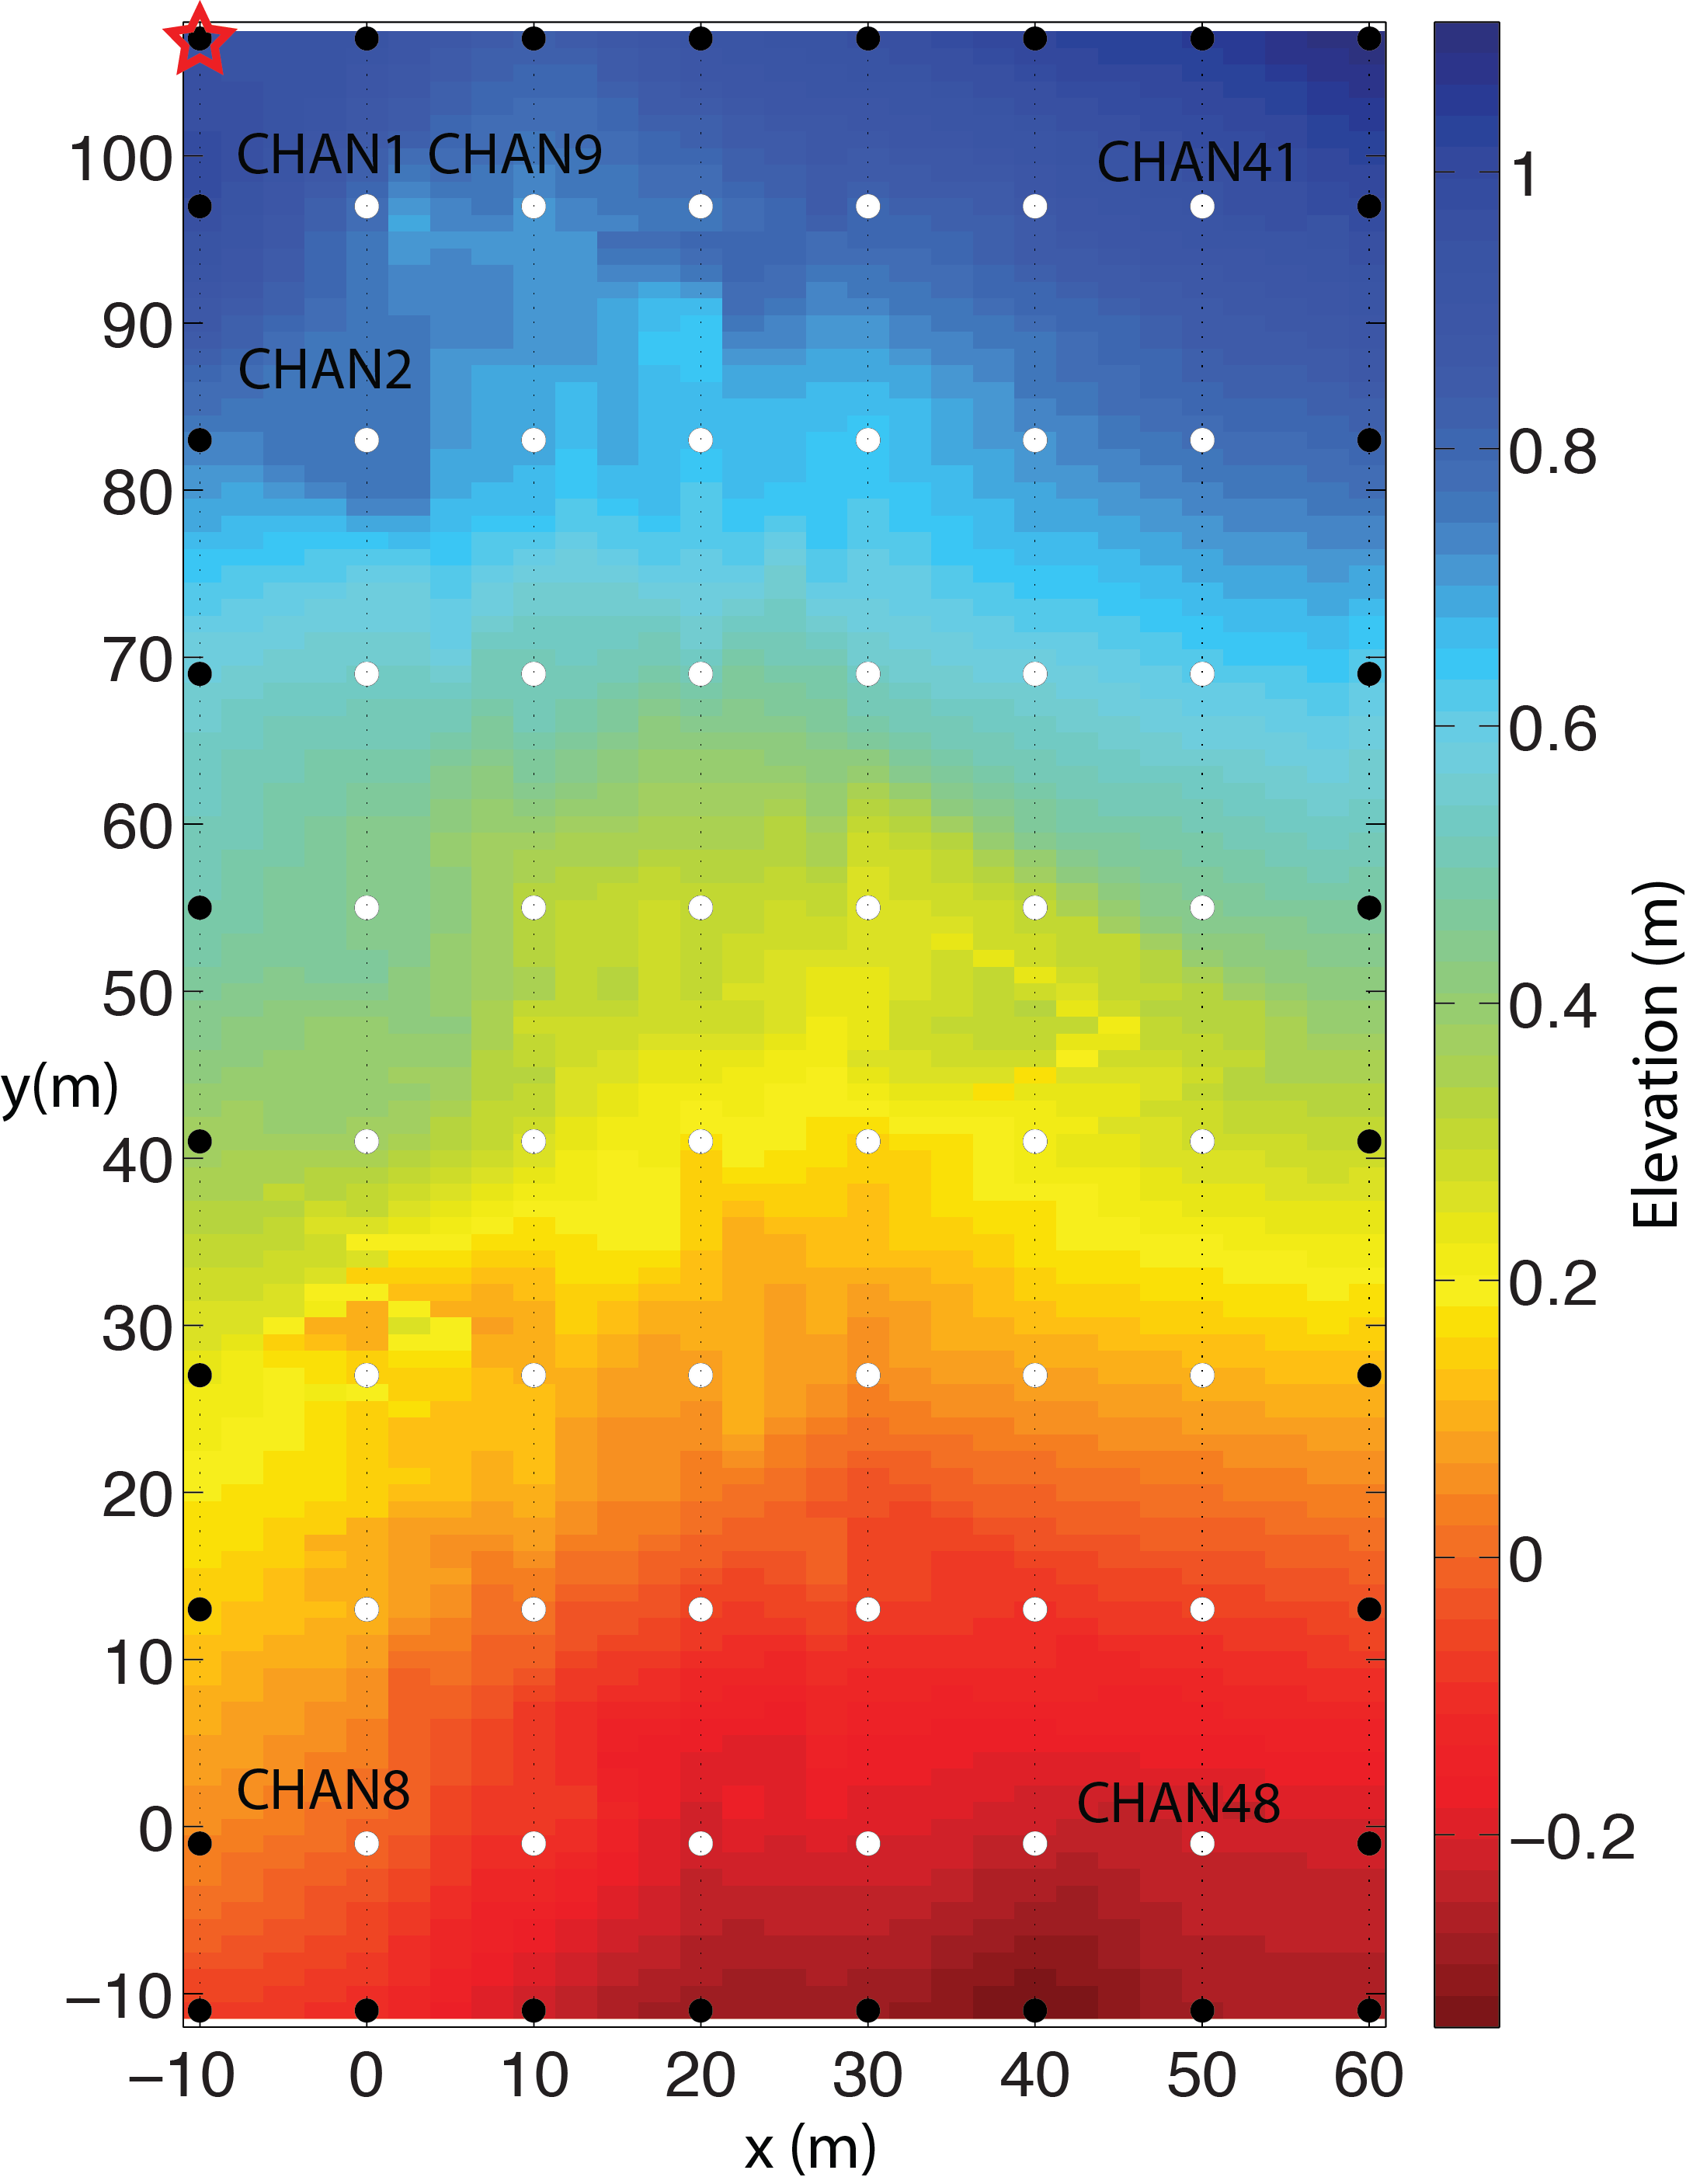 CHAN1 CHAN9 CHAN41
100
1
90
CHAN2
0.8
80
70
0.6
60
50
0.4
y(m)
Elevation (m)
40
0.2
30
20
0
10
CHAN8 CHAN48
0
−0.2
−10
−10 0 10 20 30 40 50 60
x (m)